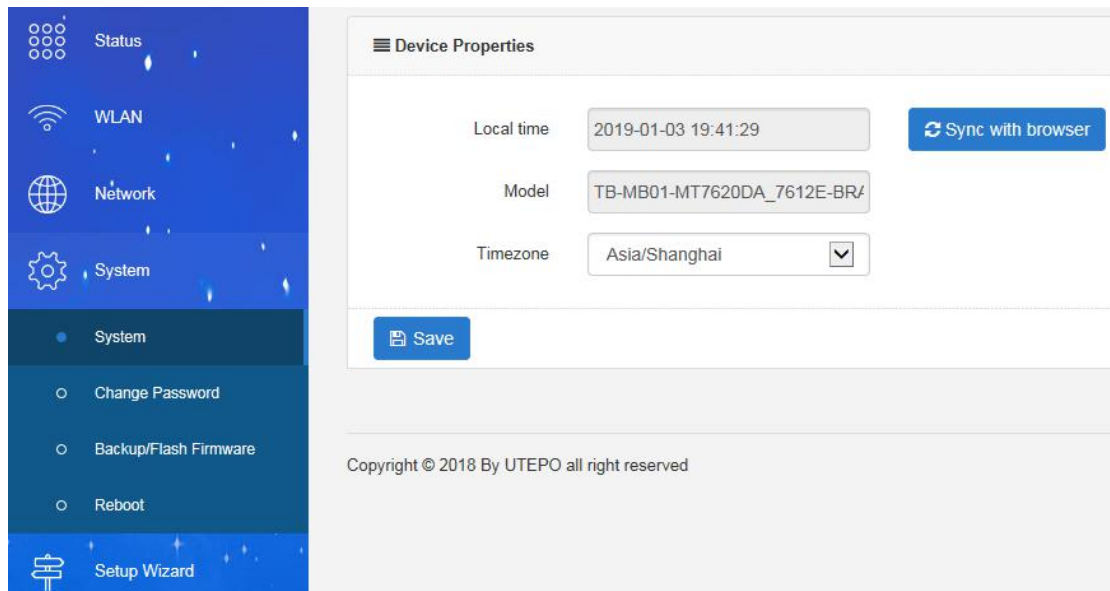 Status
WLAN
Network
System
System
Change Password
Backup/Flash Firmware
Reboot
Setup Wizard
Device Properties
Local time 2019-01-03 19:41:29 Sync with browser
Model TB-MB01-MT7620DA_7612E-BRA
Timezone Asia/Shanghai
Save
Copyright © 2018 By UTEPO all right reserved